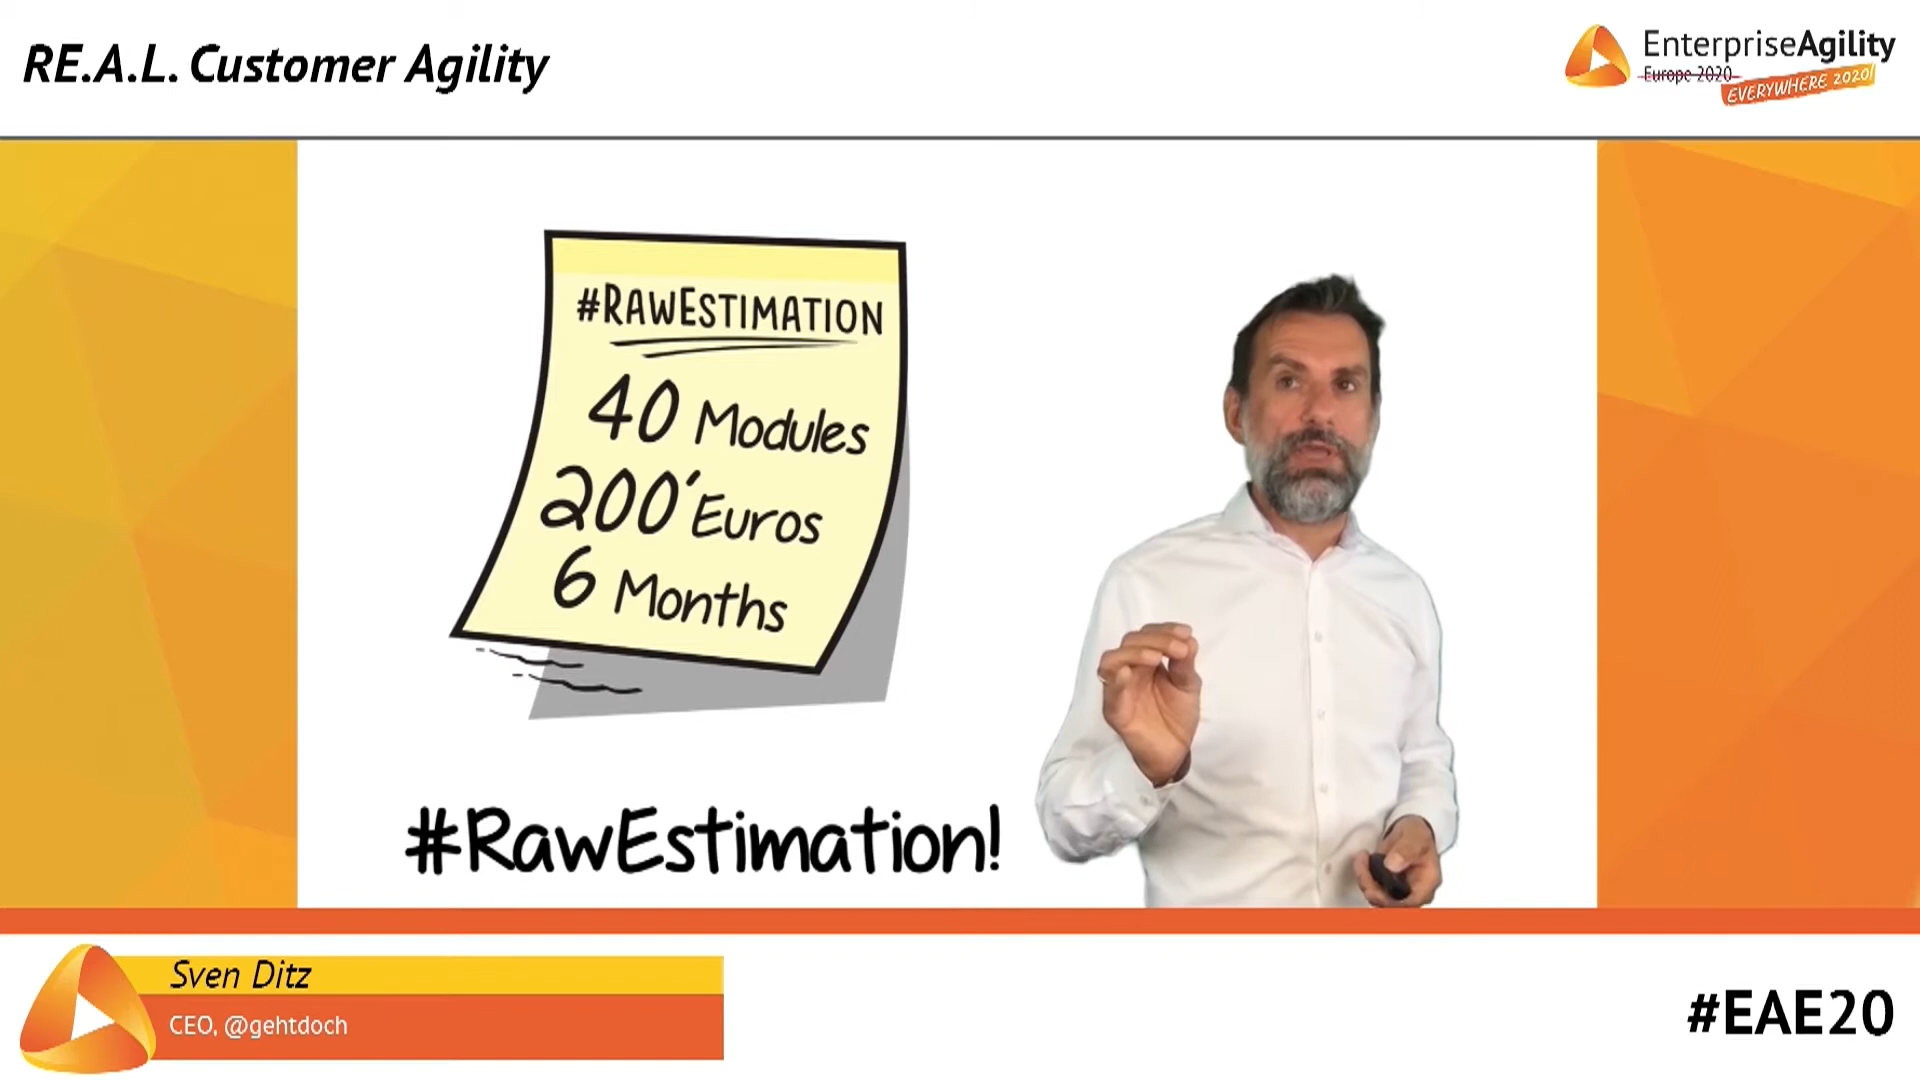 RE.A.L. Customer Agility
EnterpriseAgility
Europe 2020
EVERYWHERE 2020!
#RAWESTIMATION
40 Modules
200' Euros
6 Months
#RawEstimation!
Sven Ditz
CEO, @gehtdoch
#EAE20